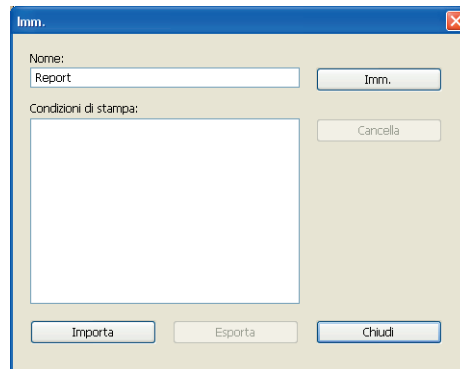 Imm.
Nome:
Report
Imm.
Condizioni di stampa:
Cancella
Importa
Esporta
Chiudi